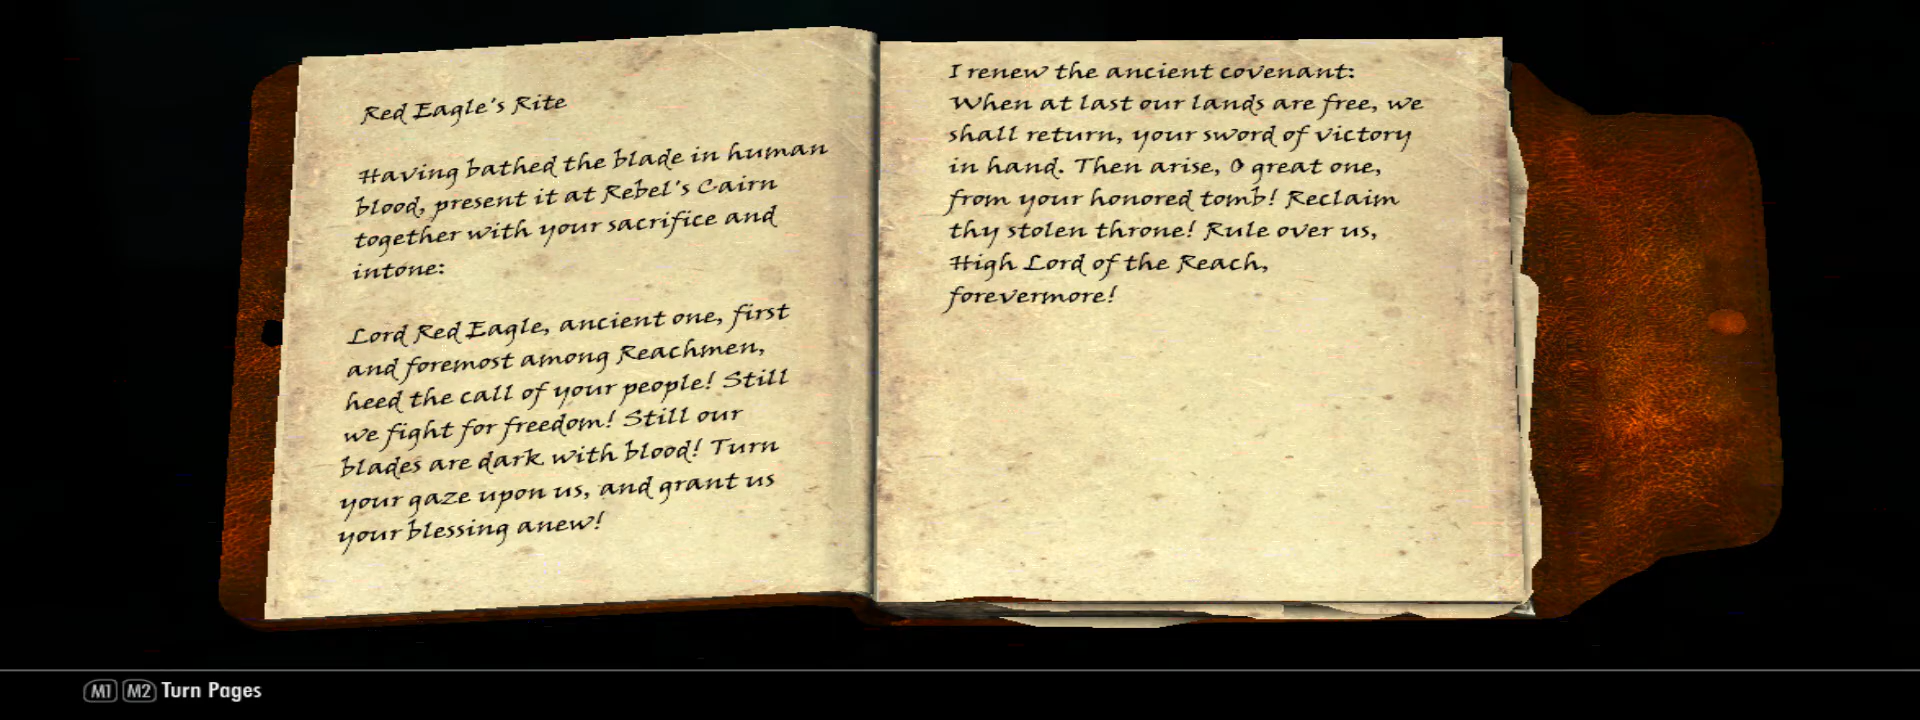 Red Eagle's Rite
Having bathed the blade in human
blood, present it at Rebel's Cairn
together with your sacrifice and
intone:
Lord Red Eagle, ancient one, first
and foremost among Reachmen,
heed the call of your people! Still
we fight for freedom! Still our
blades are dark with blood! Turn
your gaze upon us, and grant us
your blessing anew!
I renew the ancient covenant:
When at last our lands are free, we
shall return, your sword of victory
in hand. Then arise, O great one,
from your honored tomb! Reclaim
thy stolen throne! Rule over us,
High Lord of the Reach,
forevermore!
M1 M2 Turn Pages